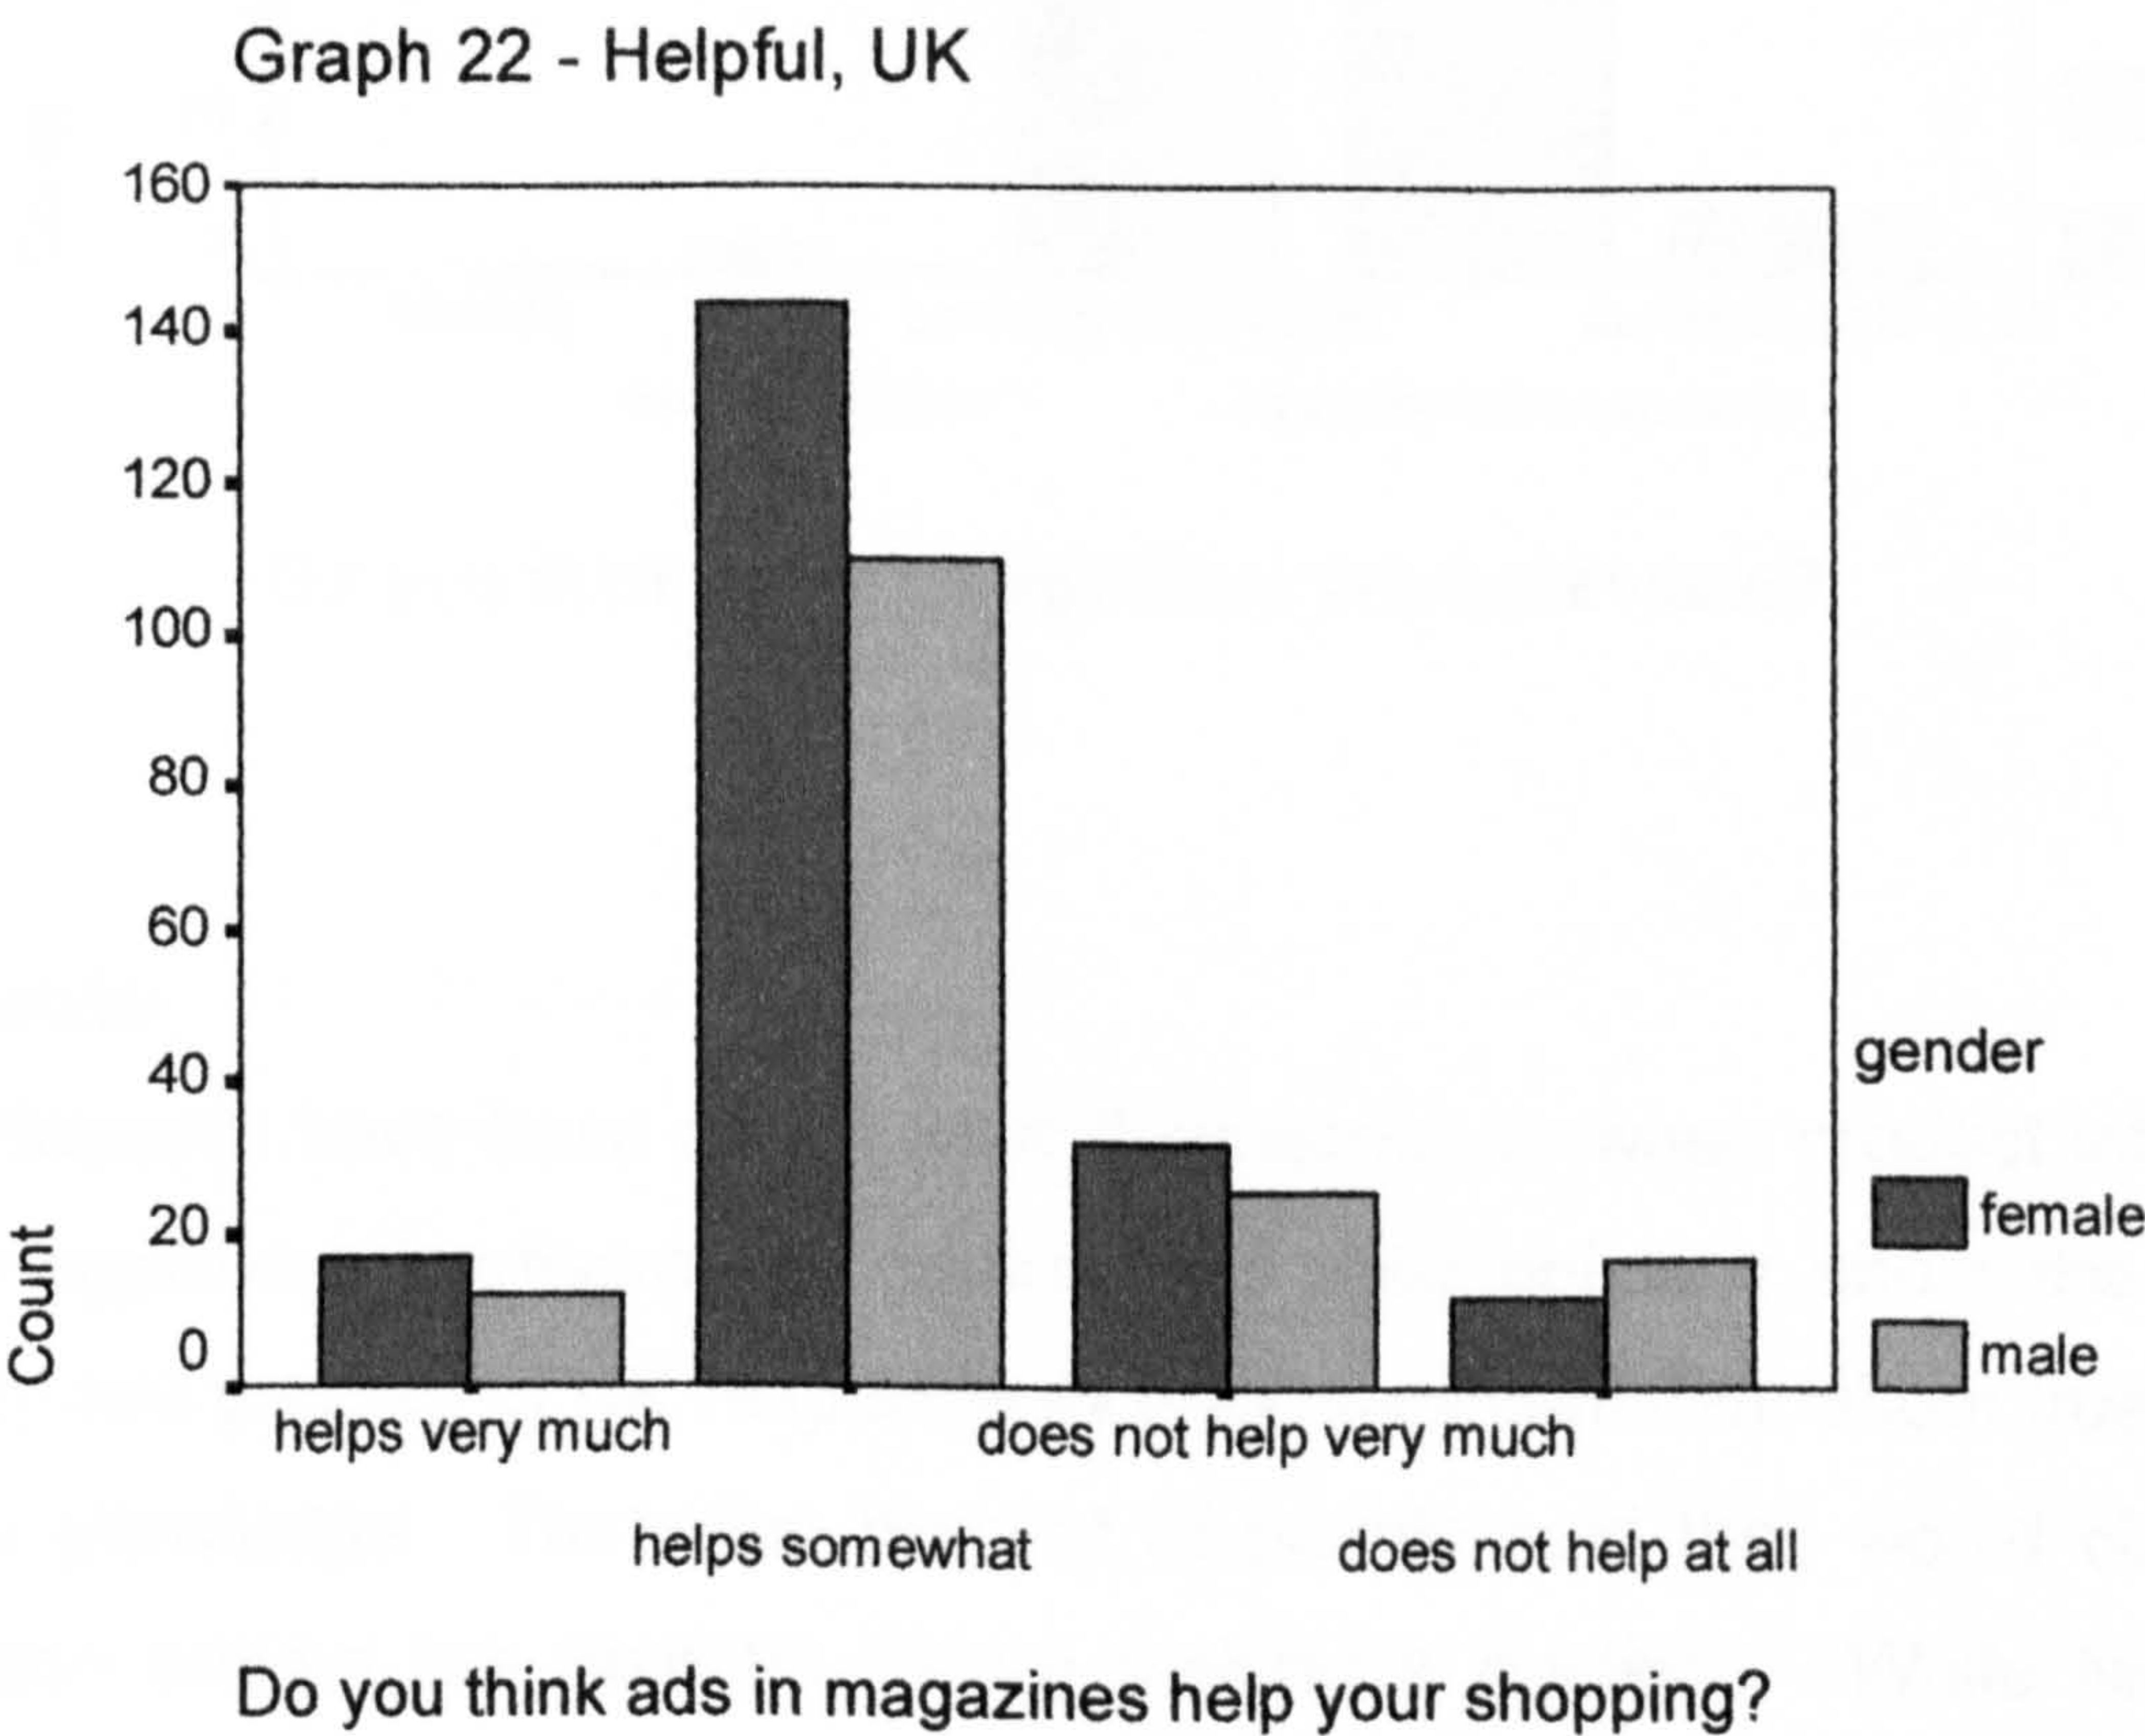 Graph 22 - Helpful, UK
160
140
120
100
80
60
40
20
0
Count
helps very much
does not help very much
helps somewhat
does not help at all
Do you think ads in magazines help your shopping?
gender
female
male